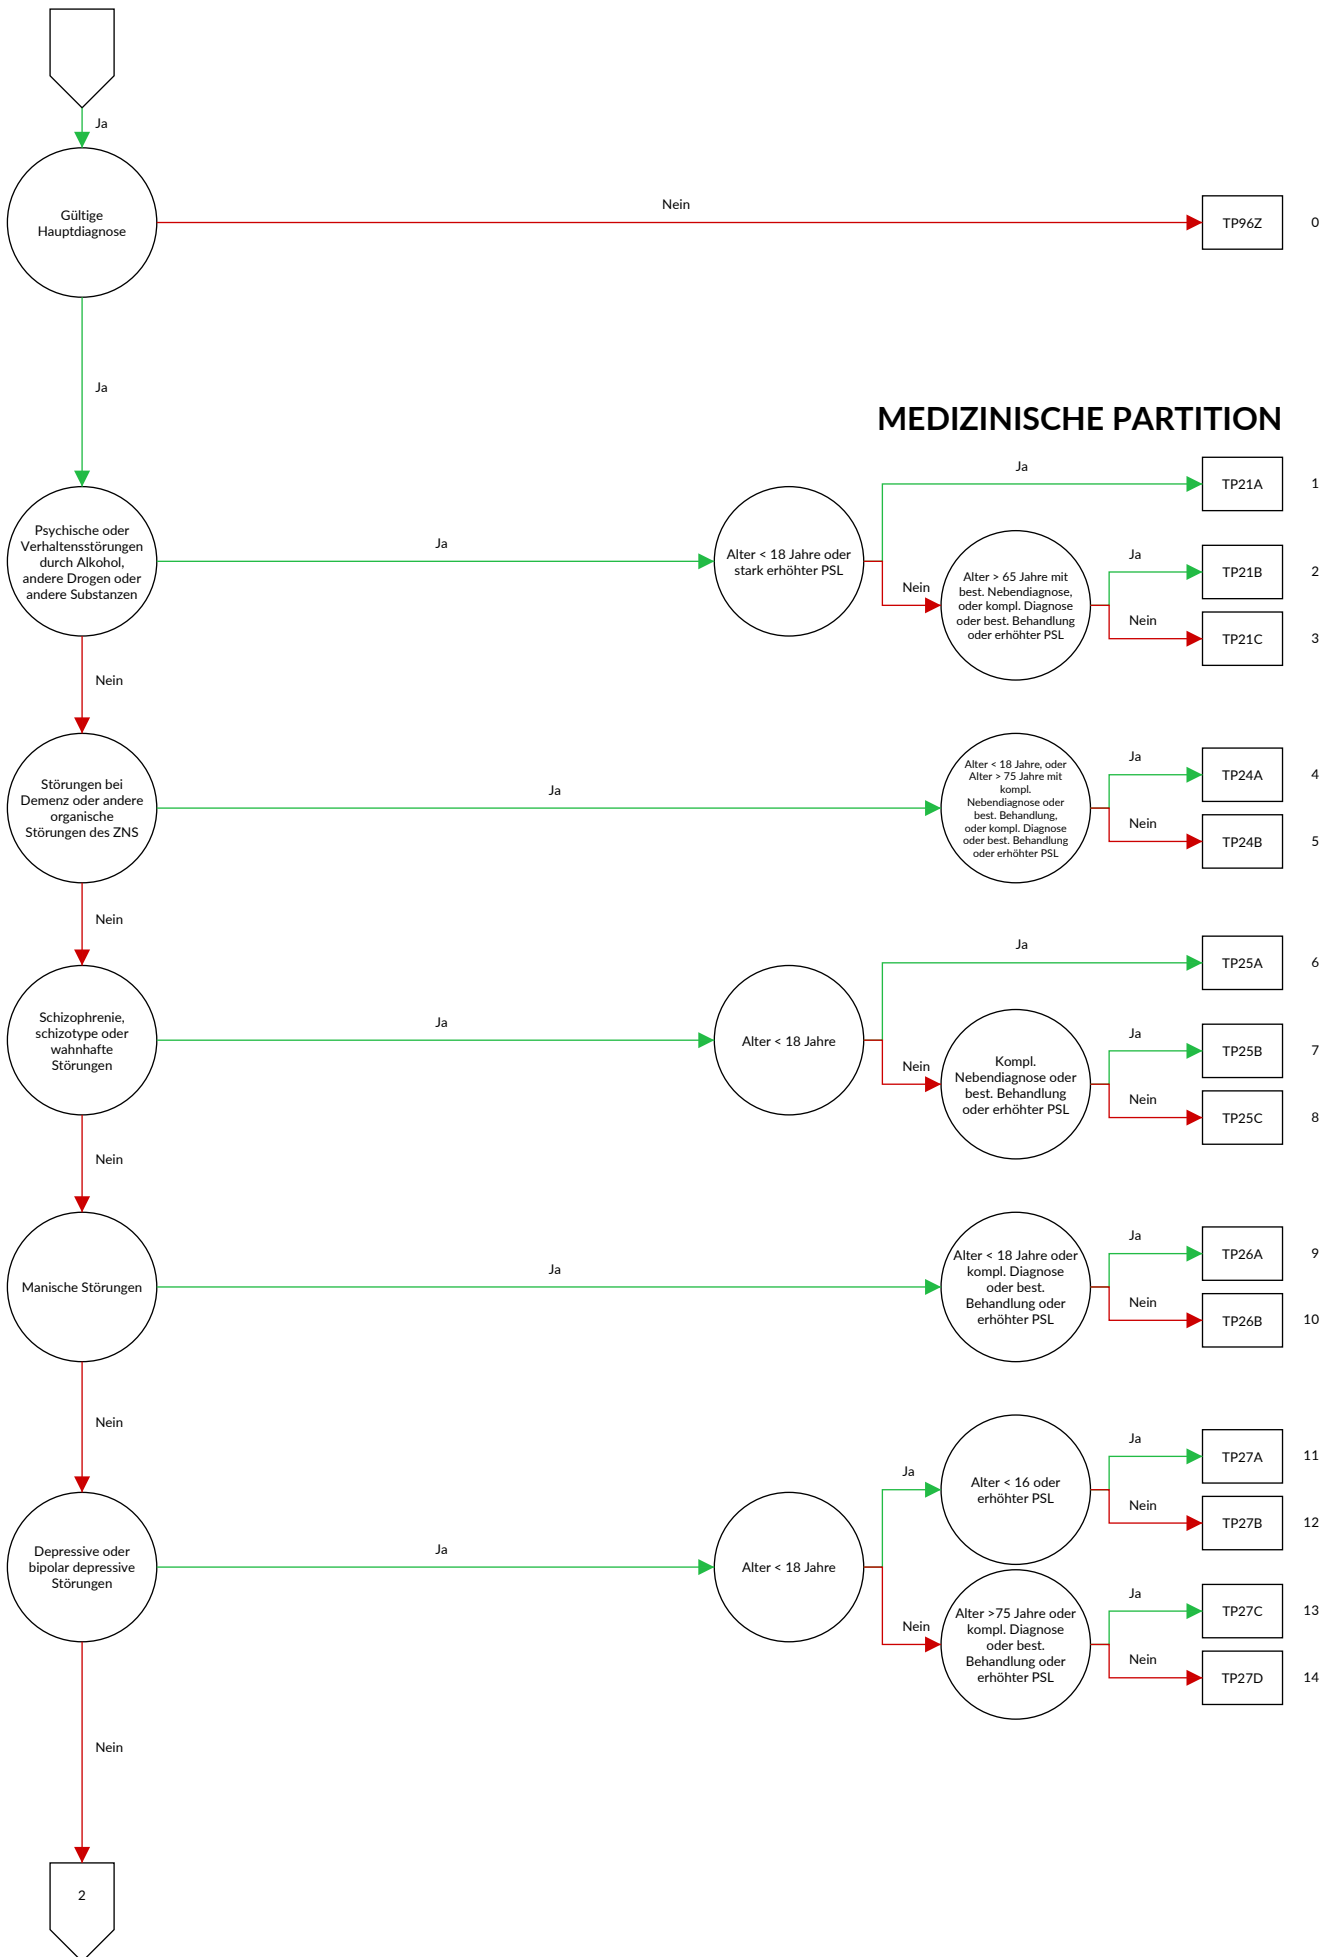 Ja
Gültige
Hauptdiagnose
Nein
TP96Z
0
Ja
MEDIZINISCHE PARTITION
Psychische oder
Verhaltensstörungen
durch Alkohol,
andere Drogen oder
andere Substanzen
Ja
Alter < 18 Jahre oder
stark erhöhter PSL
Ja
TP21A
1
Nein
Alter > 65 Jahre mit
best. Nebendiagnose,
oder kompl. Diagnose
oder best. Behandlung
oder erhöhter PSL
Ja
TP21B
2
Nein
TP21C
3
Nein
Störungen bei
Demenz oder andere
organische
Störungen des ZNS
Ja
Alter < 18 Jahre, oder
Alter > 75 Jahre mit
kompl.
Nebendiagnose oder
best. Behandlung,
oder kompl. Diagnose
oder best. Behandlung
oder erhöhter PSL
Ja
TP24A
4
Nein
TP24B
5
Nein
Schizophrenie,
schizotype oder
wahnhafte
Störungen
Ja
Alter < 18 Jahre
Ja
TP25A
6
Nein
Kompl.
Nebendiagnose oder
best. Behandlung
oder erhöhter PSL
Ja
TP25B
7
Nein
TP25C
8
Nein
Manische Störungen
Ja
Alter < 18 Jahre oder
kompl. Diagnose
oder best.
Behandlung oder
erhöhter PSL
Ja
TP26A
9
Nein
TP26B
10
Nein
Depressive oder
bipolar depressive
Störungen
Ja
Alter < 18 Jahre
Ja
Alter < 16 oder
erhöhter PSL
Ja
TP27A
11
Nein
TP27B
12
Nein
Alter >75 Jahre oder
kompl. Diagnose
oder best.
Behandlung oder
erhöhter PSL
Ja
TP27C
13
Nein
TP27D
14
Nein
2